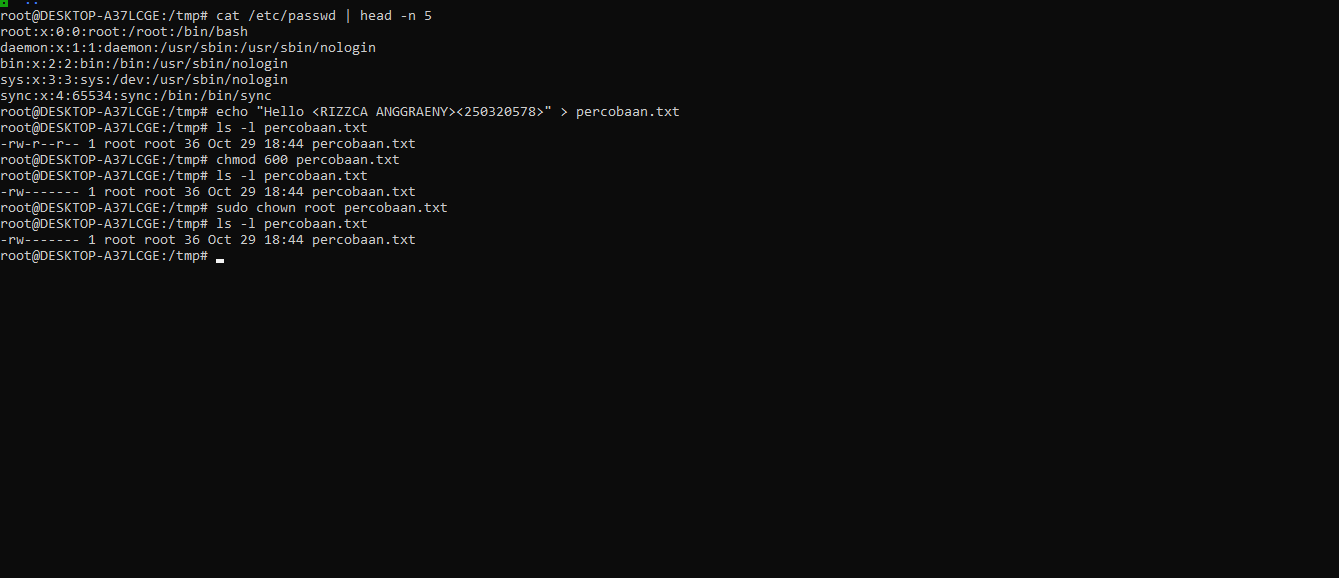 ..
root@DESKTOP-A37LCGE:/tmp# cat /etc/passwd | head -n 5
root:x:0:0:root:/root:/bin/bash
daemon:x:1:1:daemon:/usr/sbin:/usr/sbin/nologin
bin:x:2:2:bin:/bin:/usr/sbin/nologin
sys:x:3:3:sys:/dev:/usr/sbin/nologin
sync:x:4:65534:sync:/bin:/bin/sync
root@DESKTOP-A37LCGE:/tmp# echo "Hello <RIZZCA ANGGRAENY><250320578>" > percobaan.txt
root@DESKTOP-A37LCGE:/tmp# ls -l percobaan.txt
-rw-r--r-- 1 root root 36 Oct 29 18:44 percobaan.txt
root@DESKTOP-A37LCGE:/tmp# chmod 600 percobaan.txt
root@DESKTOP-A37LCGE:/tmp# ls -l percobaan.txt
-rw------- 1 root root 36 Oct 29 18:44 percobaan.txt
root@DESKTOP-A37LCGE:/tmp# sudo chown root percobaan.txt
root@DESKTOP-A37LCGE:/tmp# ls -l percobaan.txt
-rw------- 1 root root 36 Oct 29 18:44 percobaan.txt
root@DESKTOP-A37LCGE:/tmp#